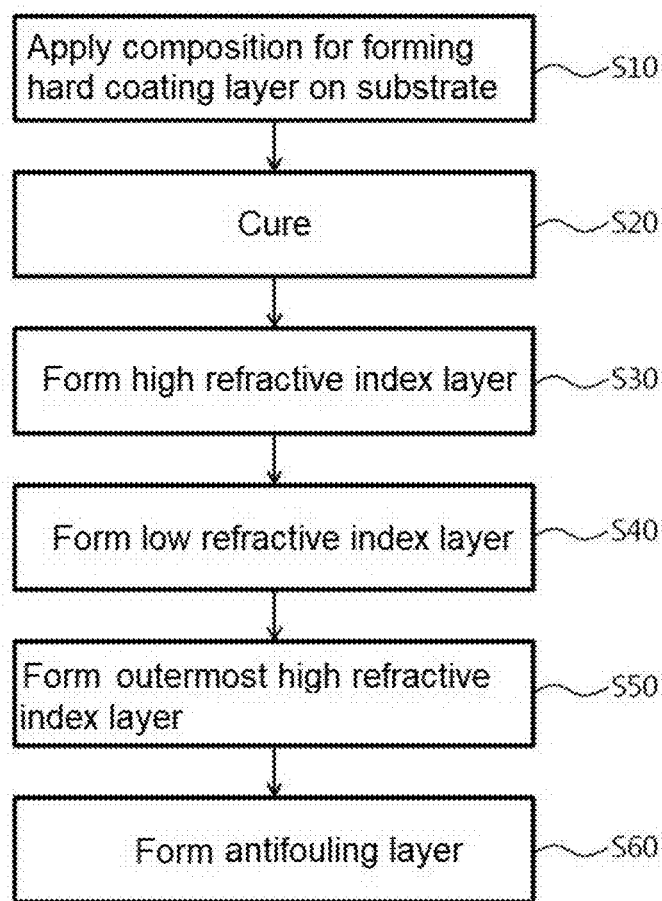 Apply composition for forming
hard coating layer on substrate
S10
Cure
S20
Form high refractive index layer
S30
Form low refractive index layer
S40
Form outermost high refractive
index layer
S50
Form antifouling layer
S60